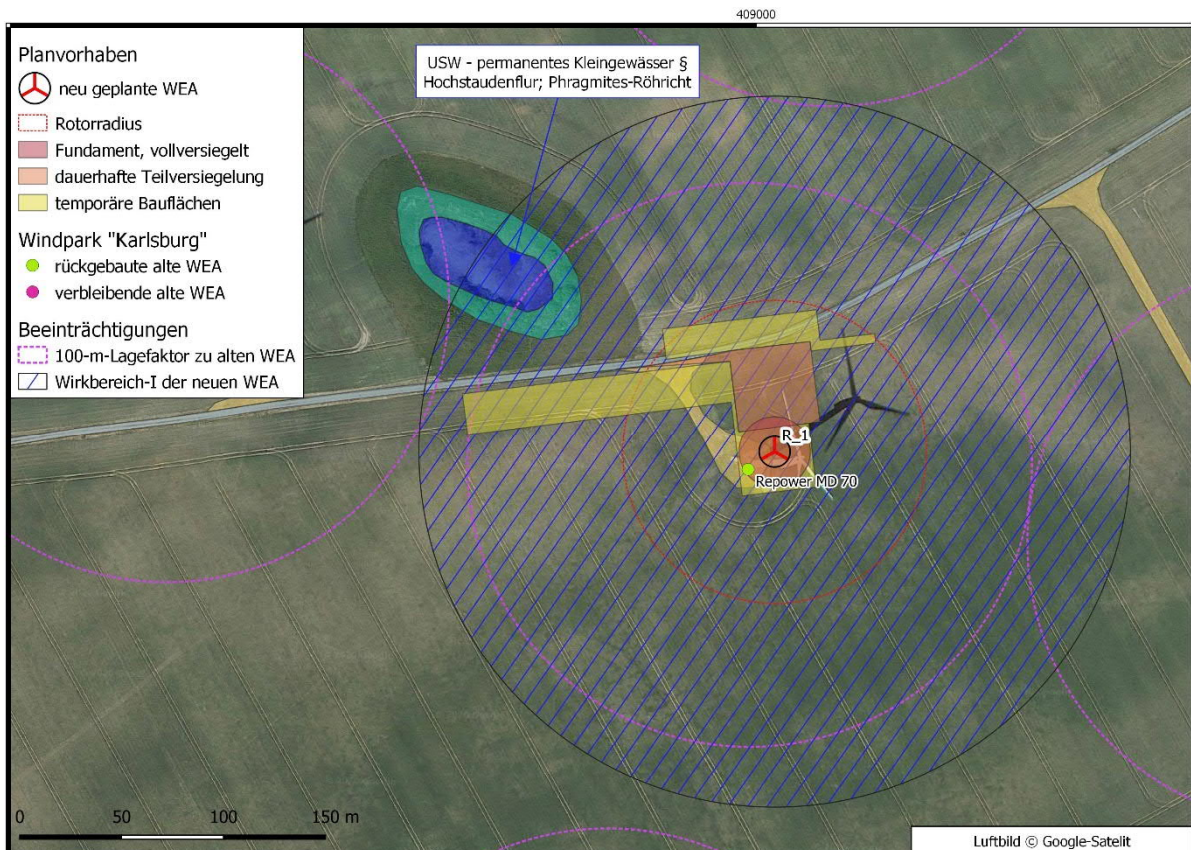 409000
Planvorhaben
neu geplante WEA
Rotorradius
Fundament, vollversiegelt
dauerhafte Teilversiegelung
temporäre Bauflächen
Windpark "Karlsburg"
rückgebaute alte WEA
verbleibende alte WEA
Beeinträchtigungen
100-m-Lagefaktor zu alten WEA
Wirkbereich-I der neuen WEA
USW - permanentes Kleingewässer §
Hochstaudenflur; Phragmites-Röhricht
R_1
Repower MD 70
0 50 100 150 m
Luftbild © Google-Satelit